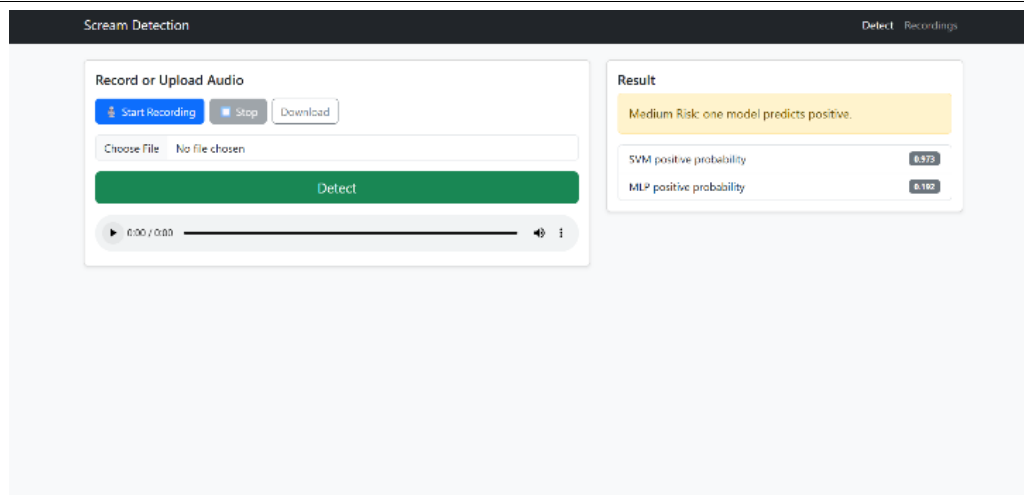 Scream Detection
Detect Recordings
Record or Upload Audio
Start Recording Stop Download
Choose File No file chosen
Detect
0:00 / 0:00
Result
Medium Risk: one model predicts positive.
SVM positive probability 0.973
MLP positive probability 0.192